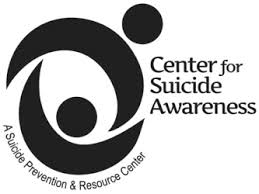 Center for
Suicide
Awareness
A Suicide Prevention & Resource Center